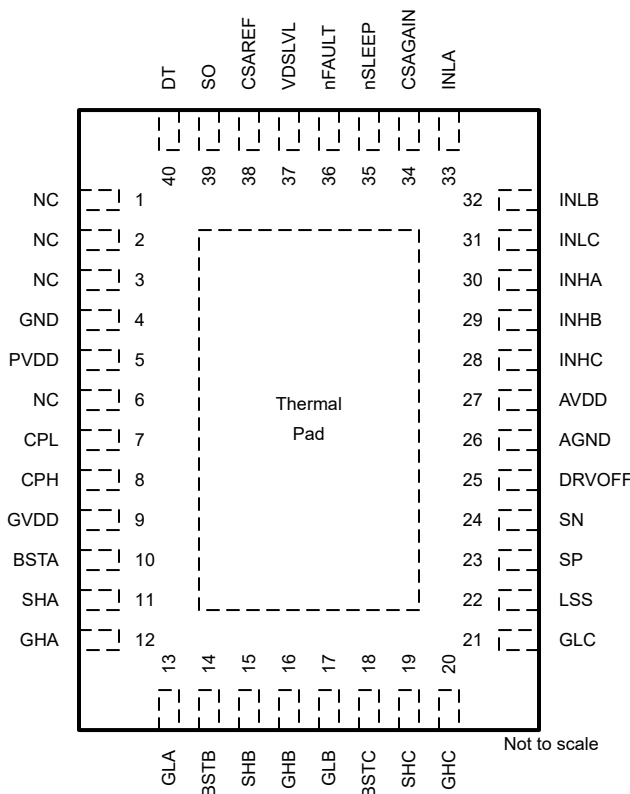 DT
SO
CSAREF
VDSLVL
nFAULT
nSLEEP
CSAGAIN
INLA
40
39
38
37
36
35
34
33
NC 1
32 INLB
NC 2
31 INLC
NC 3
30 INHA
GND 4
29 INHB
PVDD 5
28 INHC
NC 6
27 AVDD
CPL 7
26 AGND
CPH 8
25 DRVOFF
GVDD 9
24 SN
BSTA 10
23 SP
SHA 11
22 LSS
GHA 12
21 GLC
Thermal
Pad
13
14
15
16
17
18
19
20
GLA
BSTB
SHB
GHB
GLB
BSTC
SHC
GHC
Not to scale